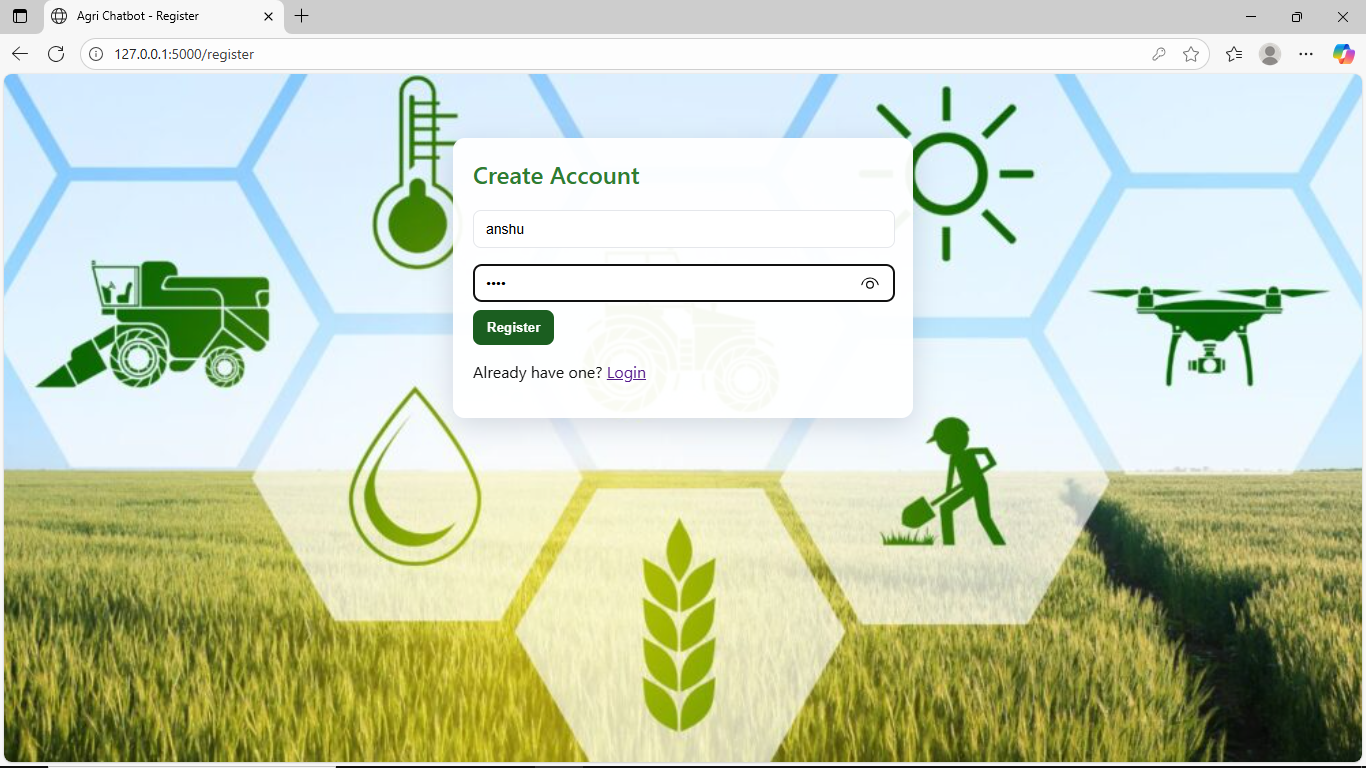 Agri Chatbot - Register
127.0.0.1:5000/register
Create Account
anshu
••••
Register
Already have one? Login